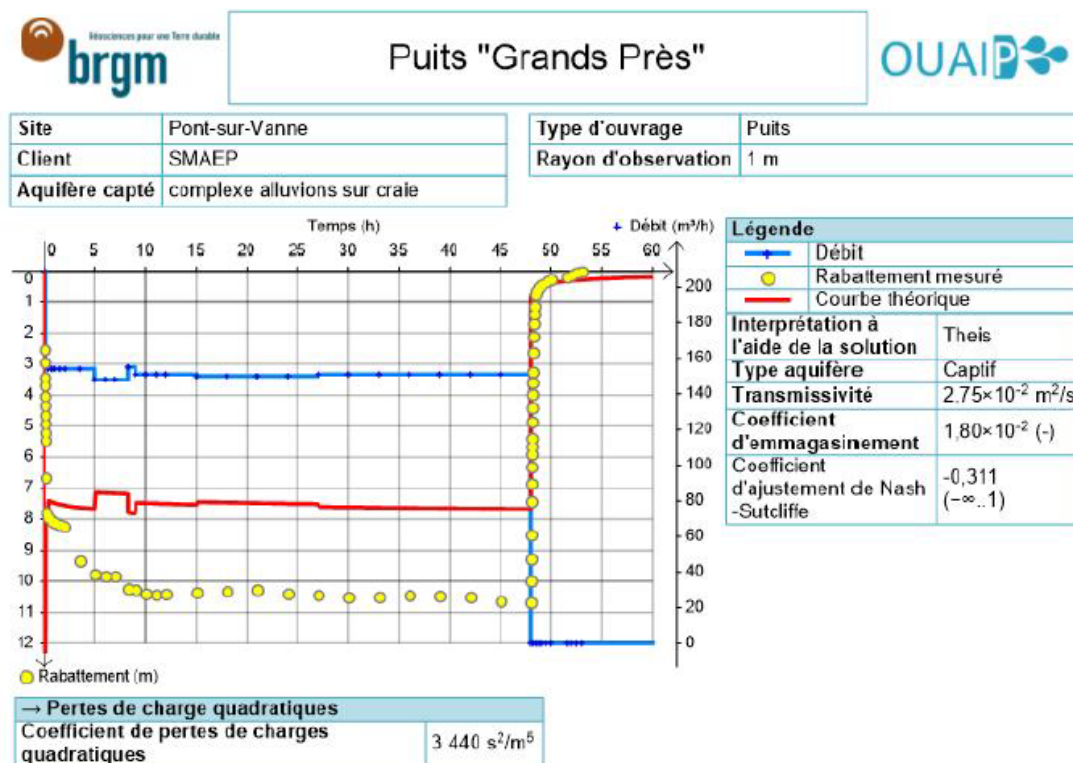 Géosciences pour une Terre durable
brgm
Puits "Grands Près"
OUAIP
Site Pont-sur-Vanne
Client SMAEP
Aquifère capté complexe alluvions sur craie
Type d'ouvrage Puits
Rayon d'observation 1 m
Temps (h)
Débit (m³/h)
0 5 10 15 20 25 30 35 40 45 50 55 60
0
1
2
3
4
5
6
7
8
9
10
11
12
200
180
160
140
120
100
80
60
40
20
0
Rabattement (m)
Légende
Débit
Rabattement mesuré
Courbe théorique
Interprétation à l'aide de la solution Theis
Type aquifère Captif
Transmissivité 2,75×10⁻² m²/s
Coefficient d'emmagasinement 1,80×10⁻² (-)
Coefficient d'ajustement de Nash -Sutcliffe -0,311 (−∞..1)
→ Pertes de charge quadratiques
Coefficient de pertes de charges quadratiques 3 440 s²/m⁵